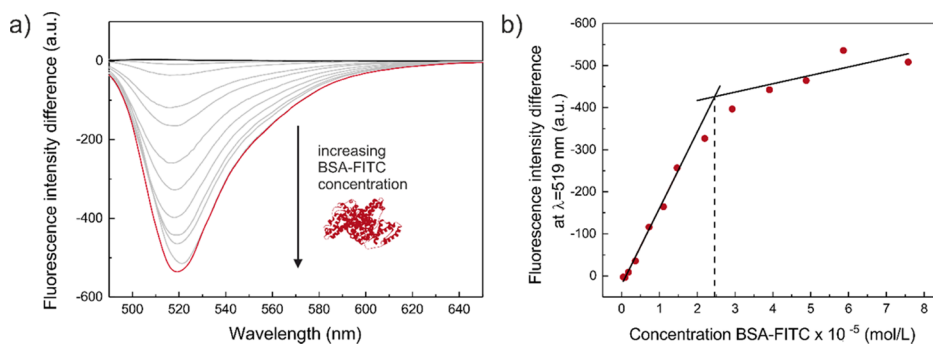 a)
Fluorescence intensity difference (a.u.)
0
-200
-400
-600
500
520
540
560
580
600
620
640
Wavelength (nm)
increasing
BSA-FITC
concentration
b)
Fluorescence intensity difference
at λ=519 nm (a.u.)
-500
-400
-300
-200
-100
0
0
1
2
3
4
5
6
7
8
Concentration BSA-FITC x 10 -5 (mol/L)